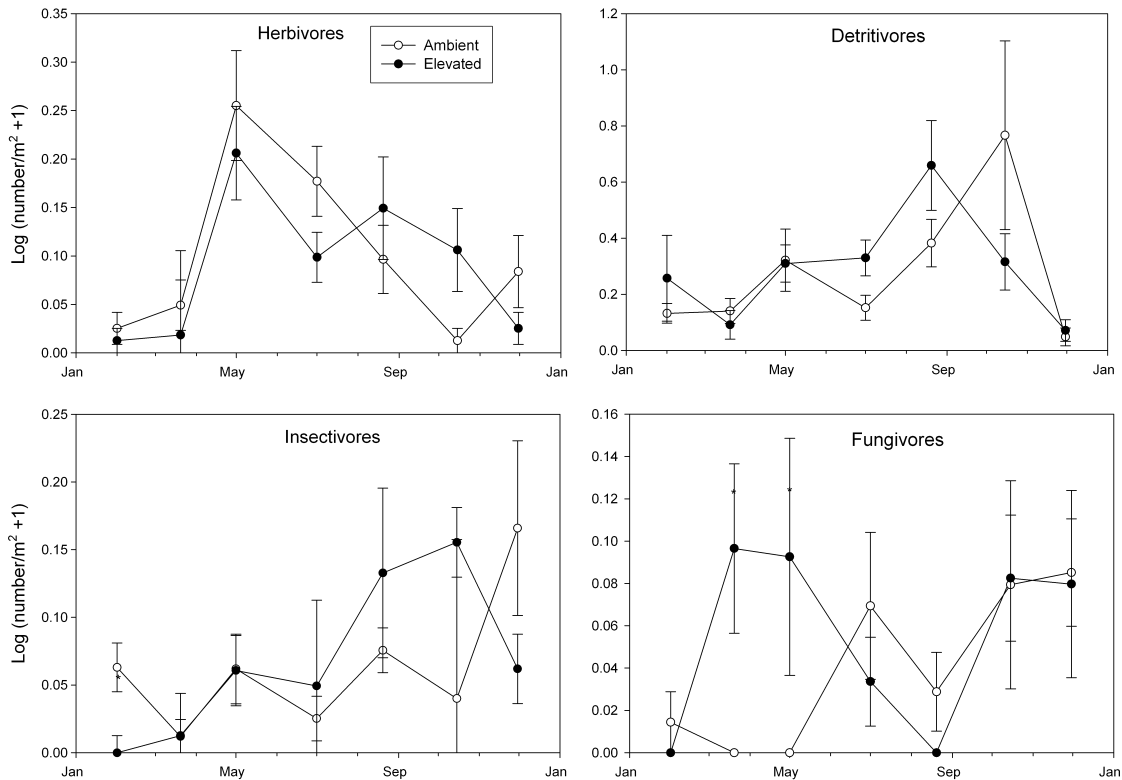 Herbivores
Ambient
Elevated
Log (number/m² +1)
0.35
0.30
0.25
0.20
0.15
0.10
0.05
0.00
Jan May Sep Jan
Detritivores
1.2
1.0
0.8
0.6
0.4
0.2
0.0
Jan May Sep Jan
Insectivores
Log (number/m² +1)
0.25
0.20
0.15
0.10
0.05
0.00
*
Jan May Sep Jan
Fungivores
0.16
0.14
0.12
0.10
0.08
0.06
0.04
0.02
0.00
* *
Jan May Sep Jan